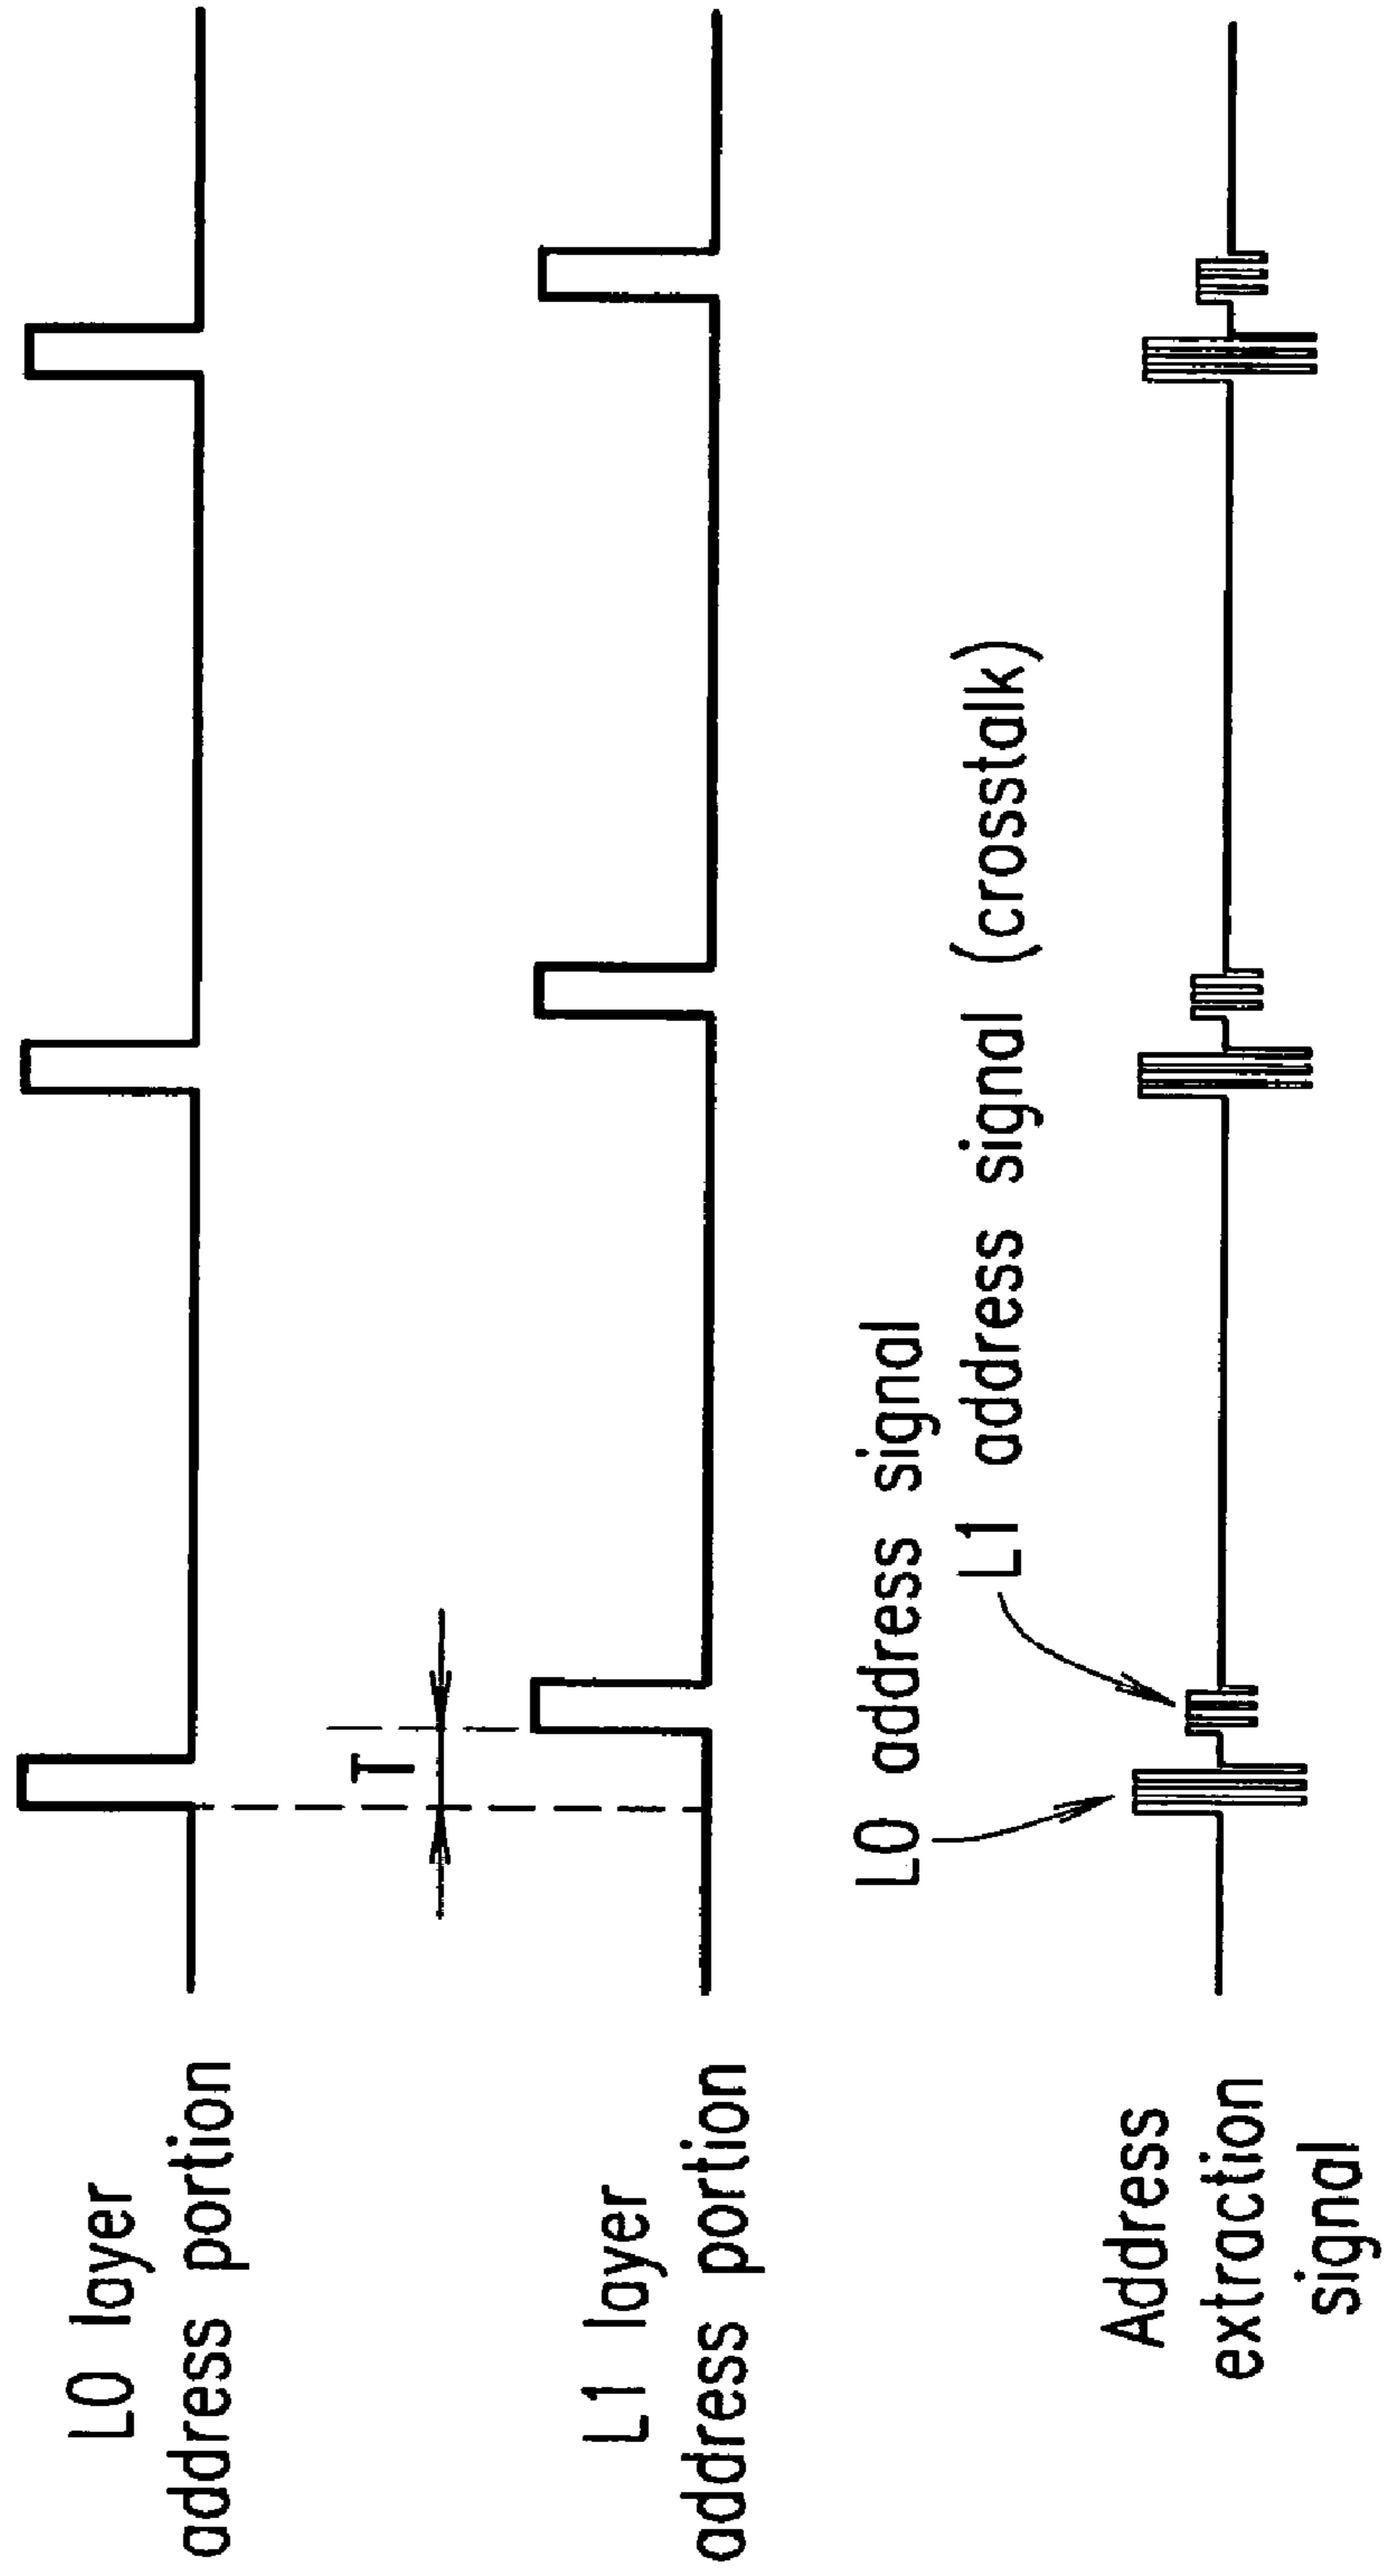 L0 layer
address portion
T
L1 layer
address portion
L0 address signal
L1 address signal (crosstalk)
Address
extraction
signal